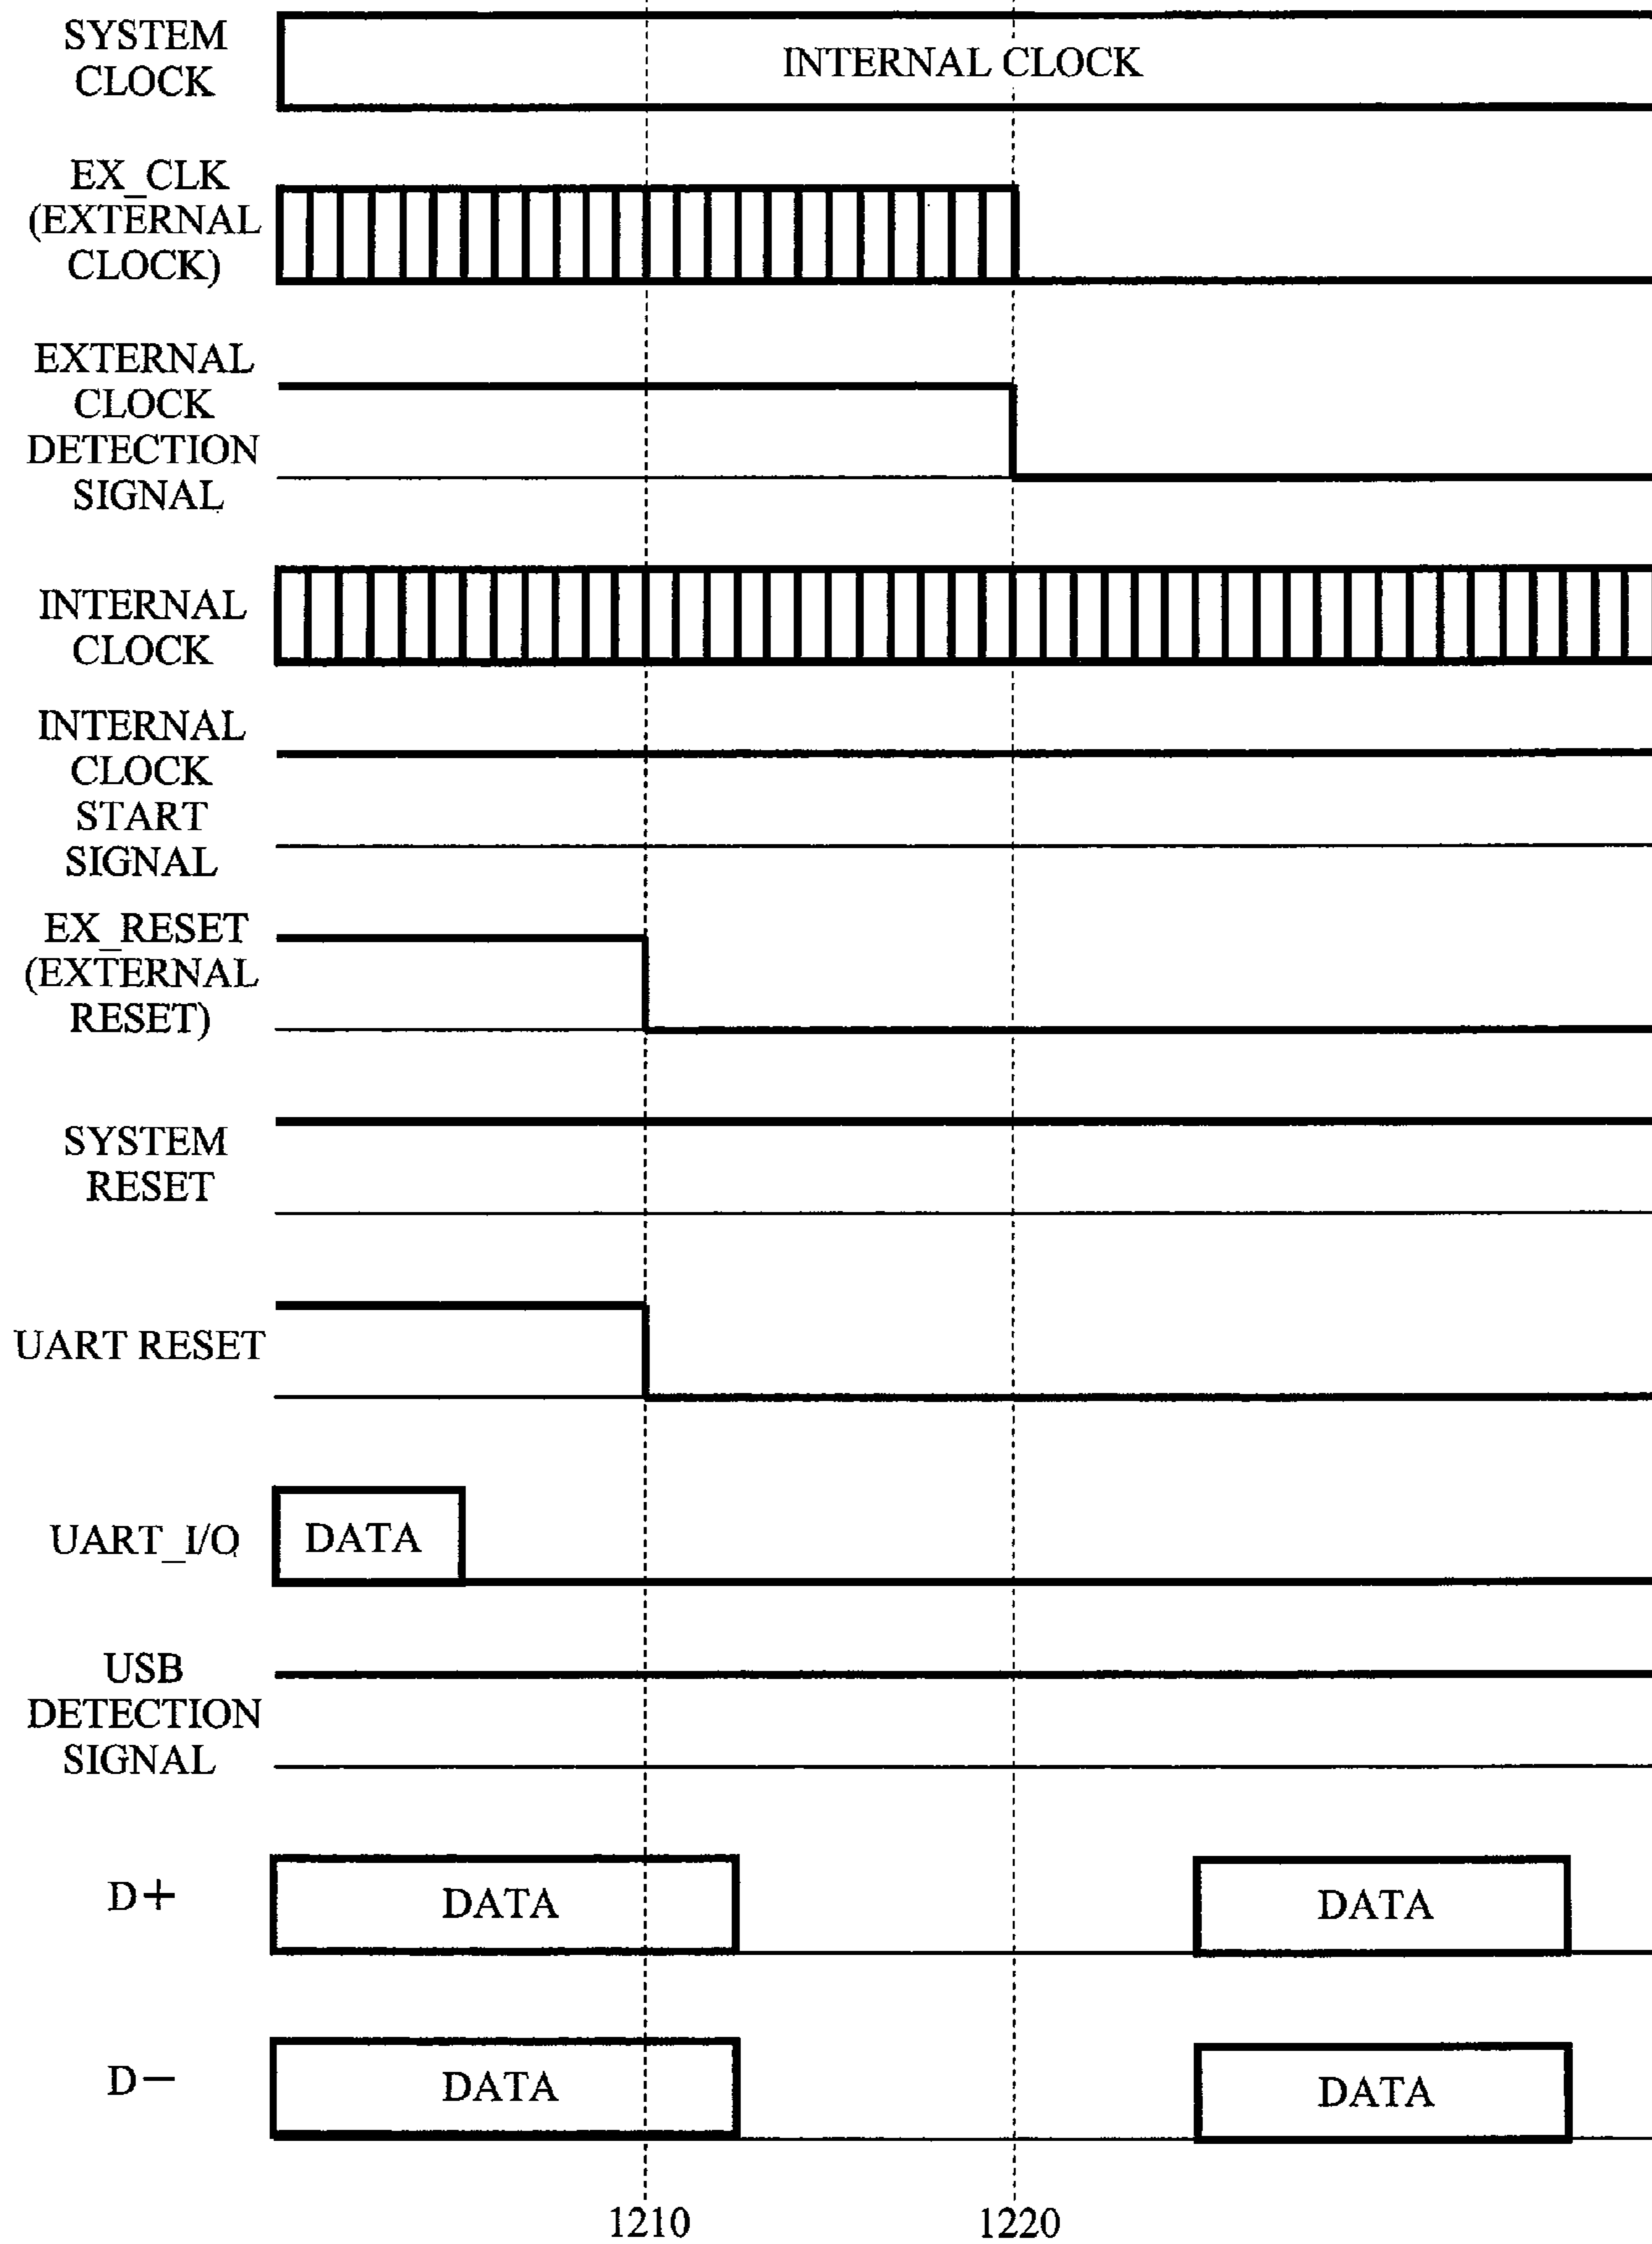 SYSTEM
CLOCK
INTERNAL CLOCK
EX_CLK
(EXTERNAL
CLOCK)
EXTERNAL
CLOCK
DETECTION
SIGNAL
INTERNAL
CLOCK
INTERNAL
CLOCK
START
SIGNAL
EX_RESET
(EXTERNAL
RESET)
SYSTEM
RESET
UART RESET
UART_I/O
DATA
USB
DETECTION
SIGNAL
D+
DATA
DATA
D−
DATA
DATA
1210
1220